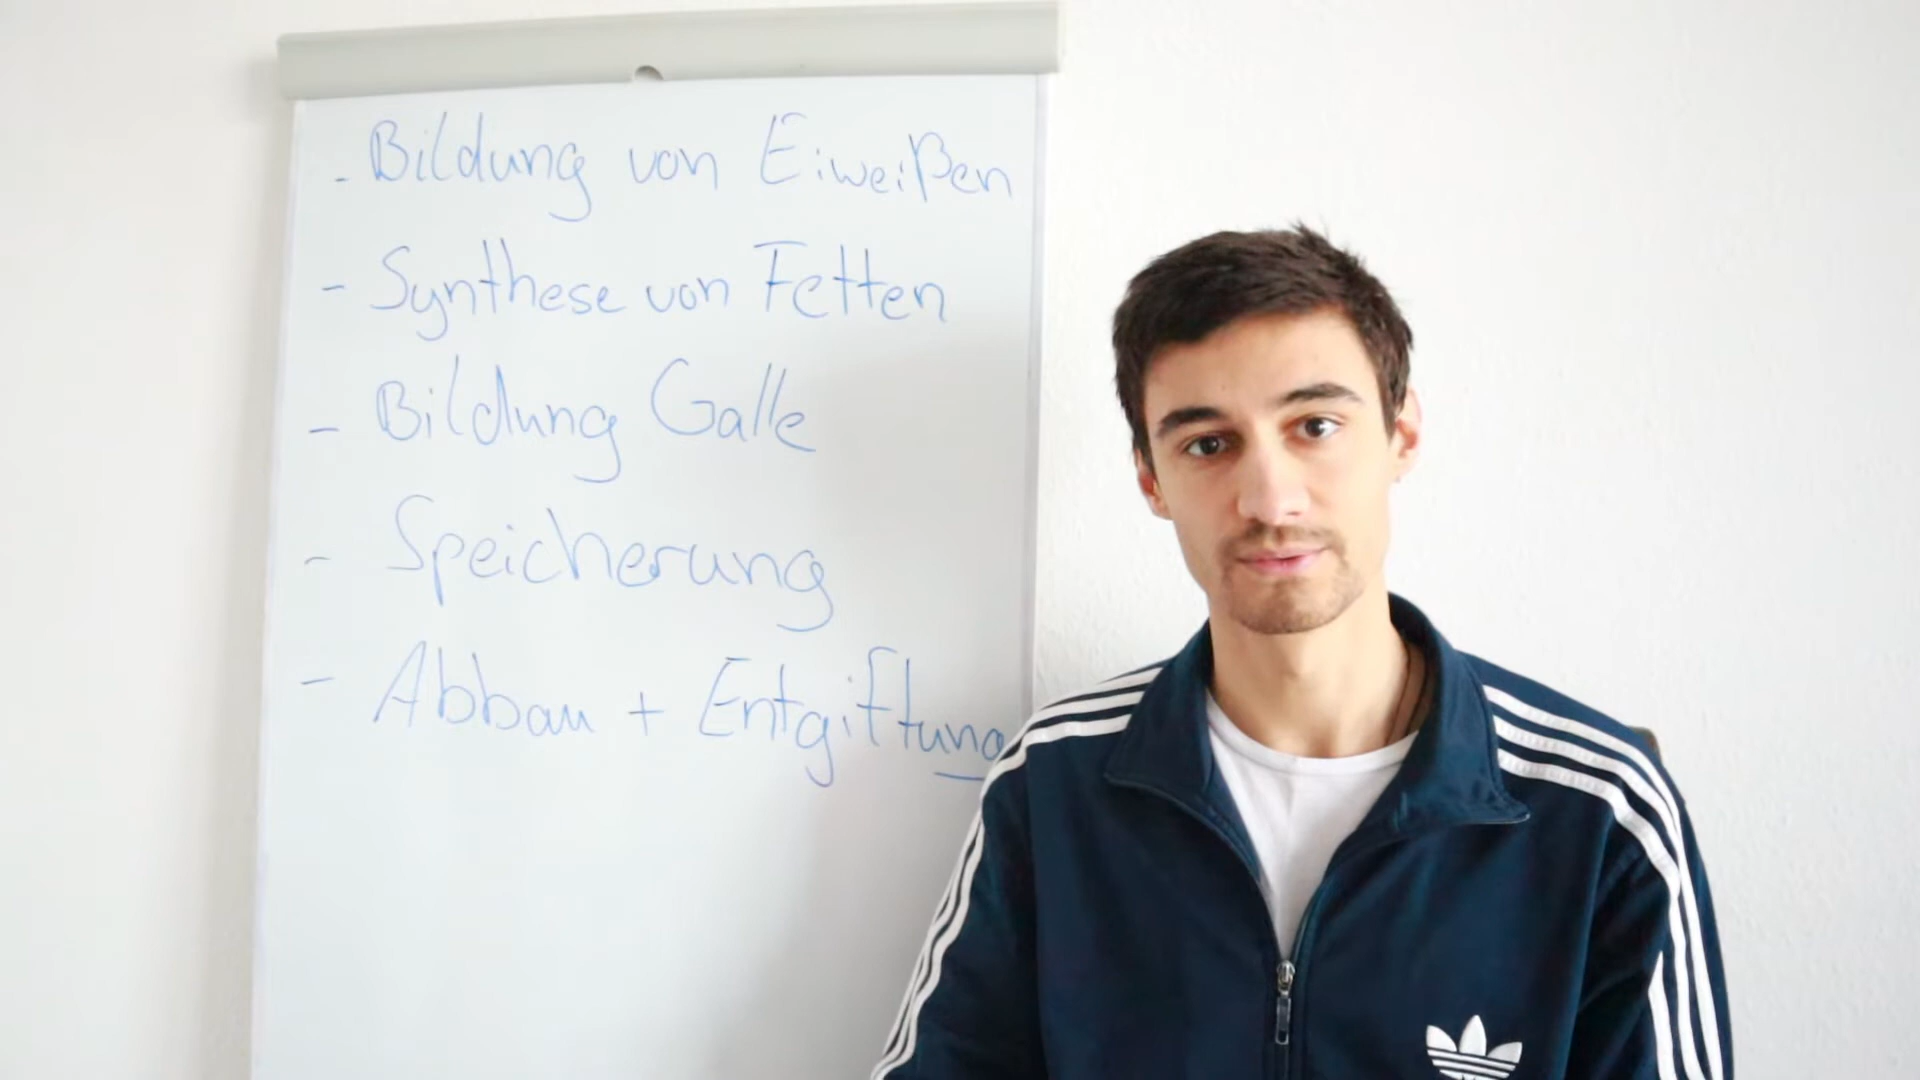 - Bildung von Eiweißen
- Synthese von Fetten
- Bildung Galle
- Speicherung
- Abbau + Entgiftung